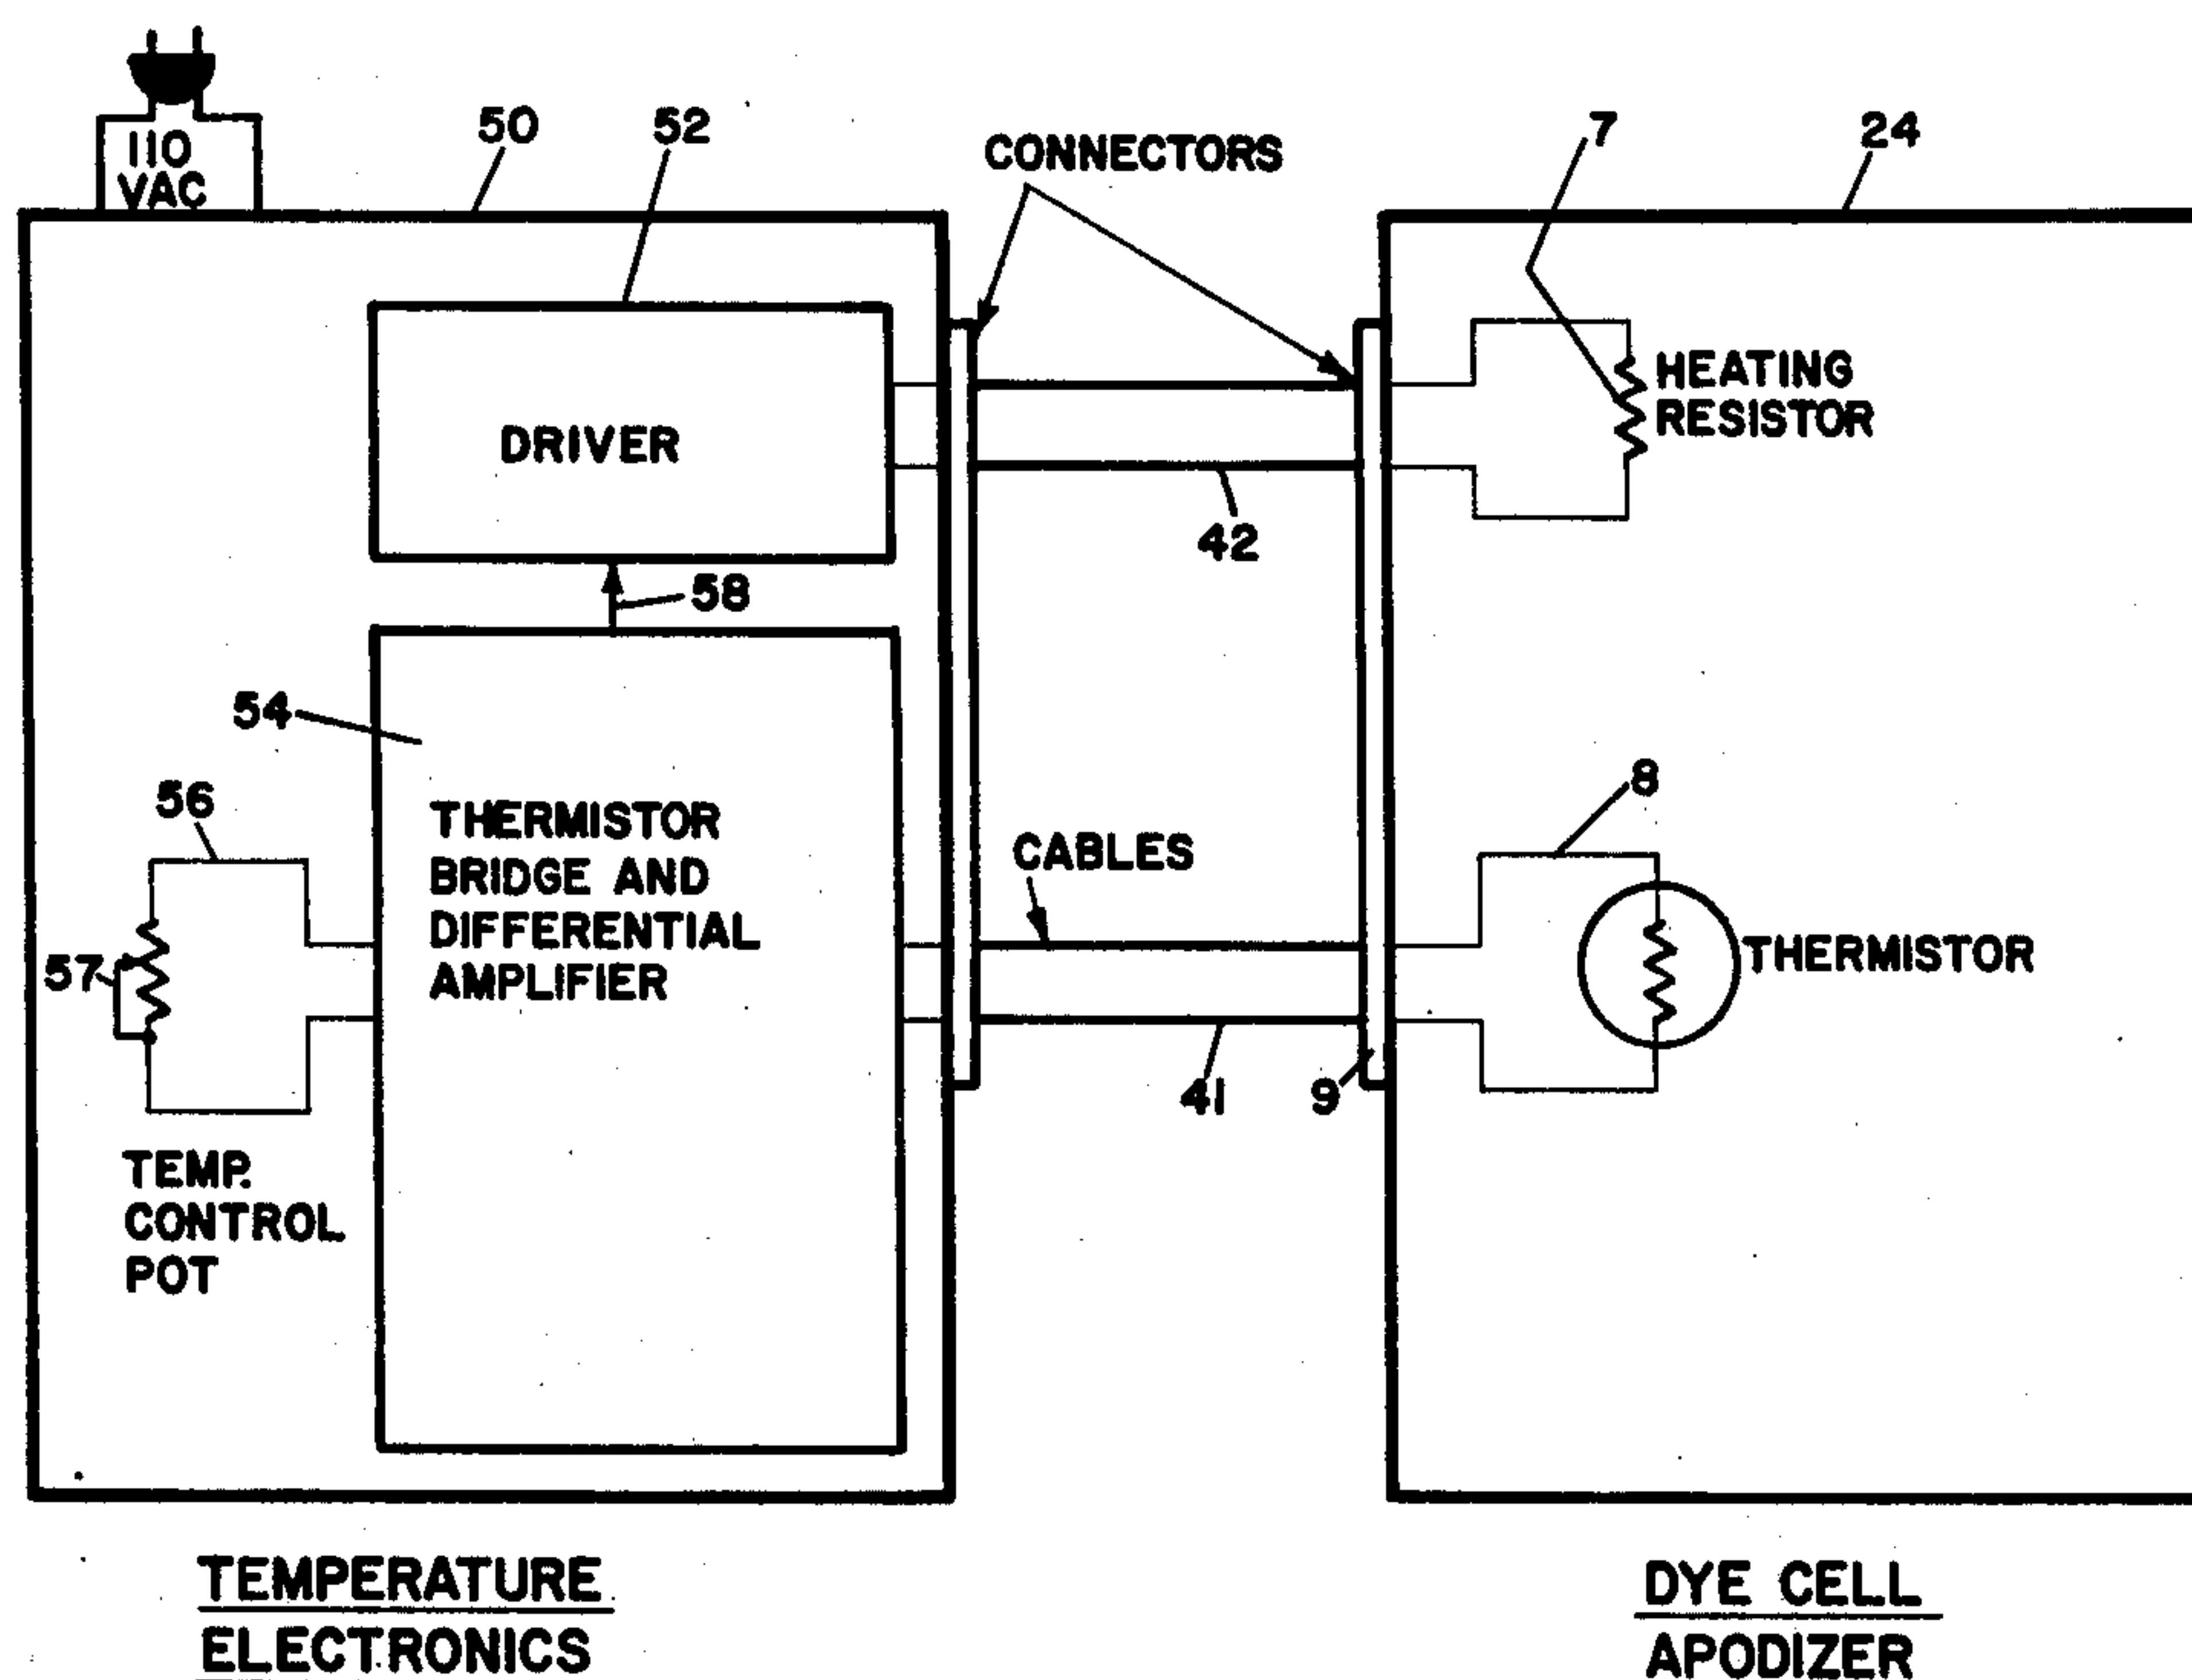 110
VAC
50
52
CONNECTORS
7
24
HEATING
RESISTOR
DRIVER
42
58
54
56
57
THERMISTOR
BRIDGE AND
DIFFERENTIAL
AMPLIFIER
CABLES
8
THERMISTOR
41
9
TEMP.
CONTROL
POT
TEMPERATURE
ELECTRONICS
DYE CELL
APODIZER